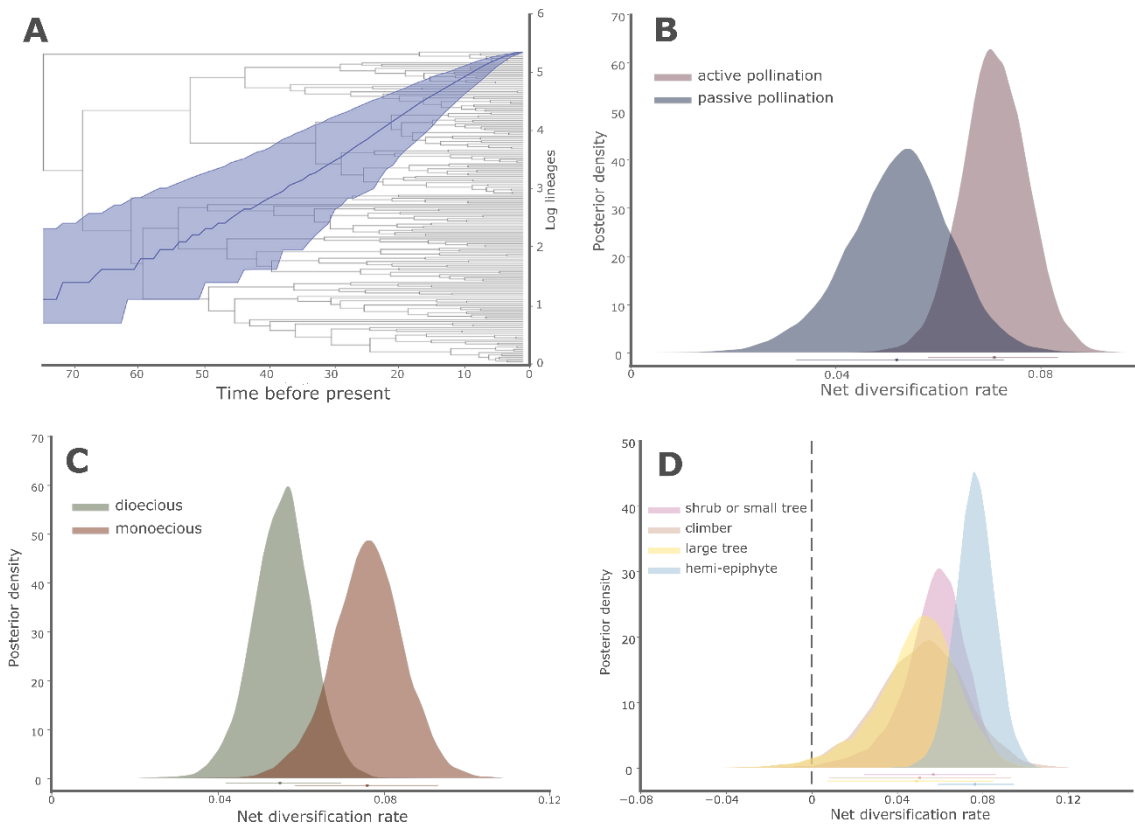 A
6
5
4
3
2
1
0
Log lineages
70 60 50 40 30 20 10 0
Time before present
B
active pollination
passive pollination
70
60
50
40
30
20
10
0
Posterior density
0 0.04 0.08
Net diversification rate
C
dioecious
monoecious
70
60
50
40
30
20
10
0
Posterior density
0 0.04 0.08 0.12
Net diversification rate
D
shrub or small tree
climber
large tree
hemi-epiphyte
50
40
30
20
10
0
Posterior density
−0.08 −0.04 0 0.04 0.08 0.12
Net diversification rate